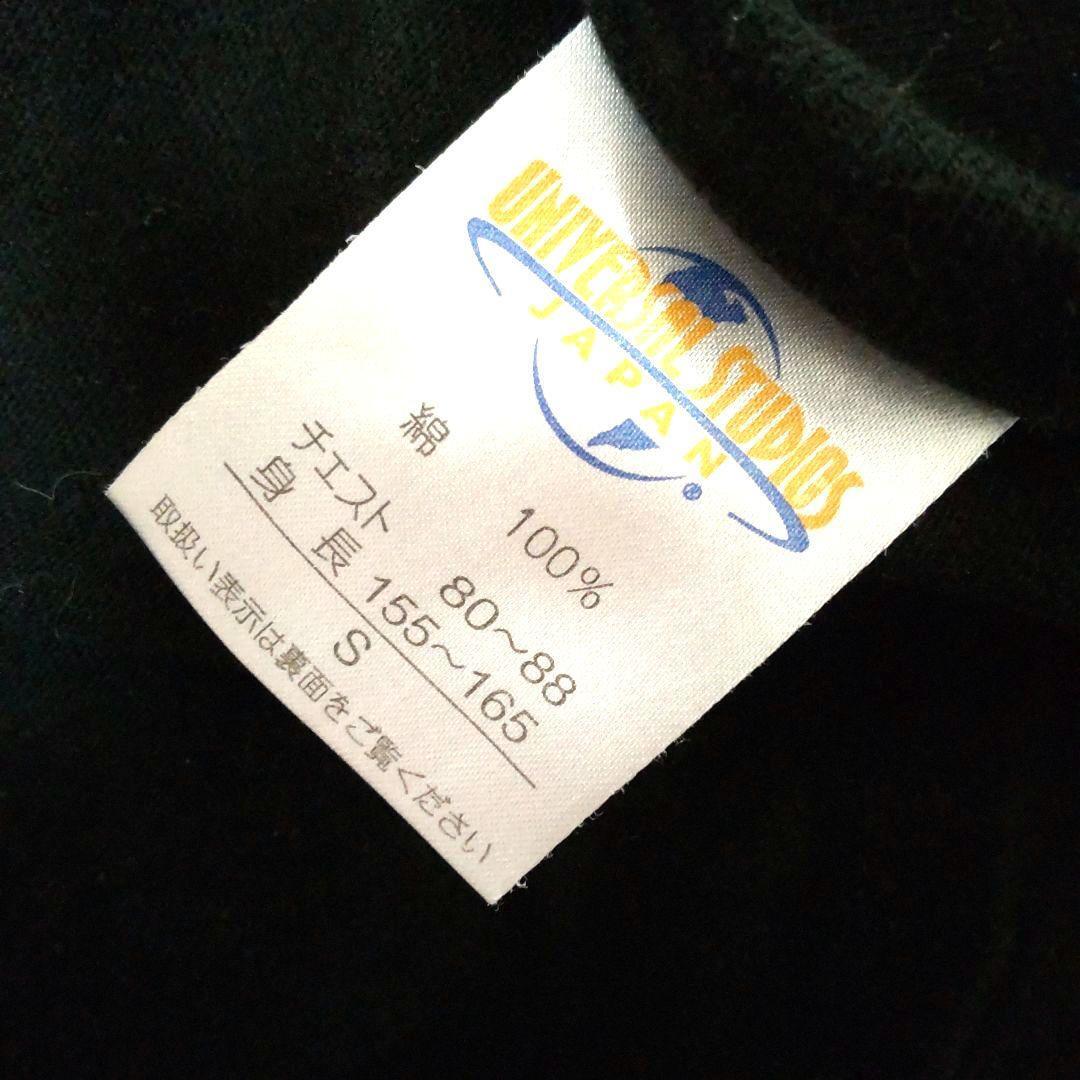 UNIVERSAL STUDIOS
JAPAN®
綿 100%
チエスト 80～88
身長 155～165
S
取扱い表示は裏面をご覧ください